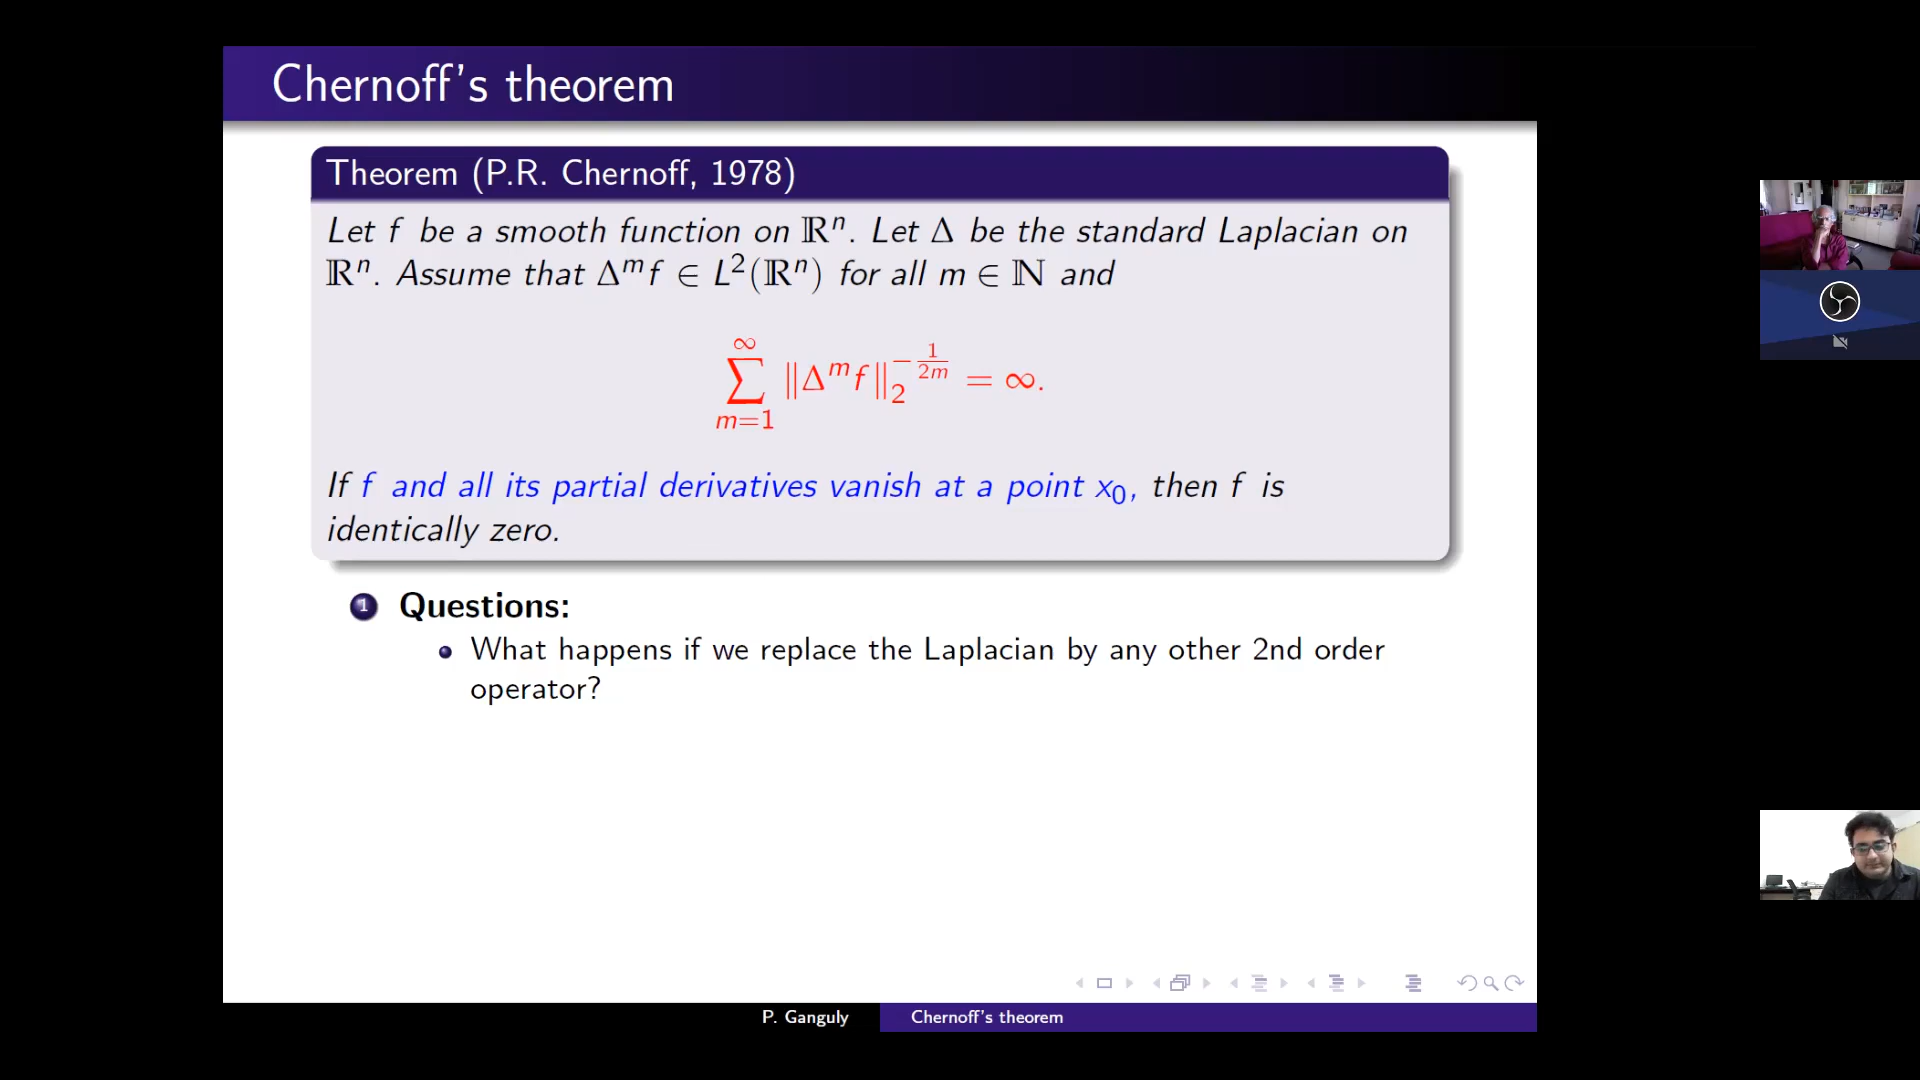 Chernoff's theorem
Theorem (P.R. Chernoff, 1978)
Let f be a smooth function on ℝⁿ. Let Δ be the standard Laplacian on
ℝⁿ. Assume that Δᵐf ∈ L²(ℝⁿ) for all m ∈ ℕ and
∑_{m=1}^{∞} ‖Δᵐf‖₂^{-1/(2m)} = ∞.
If f and all its partial derivatives vanish at a point x₀, then f is
identically zero.
1 Questions:
• What happens if we replace the Laplacian by any other 2nd order
operator?
P. Ganguly Chernoff's theorem